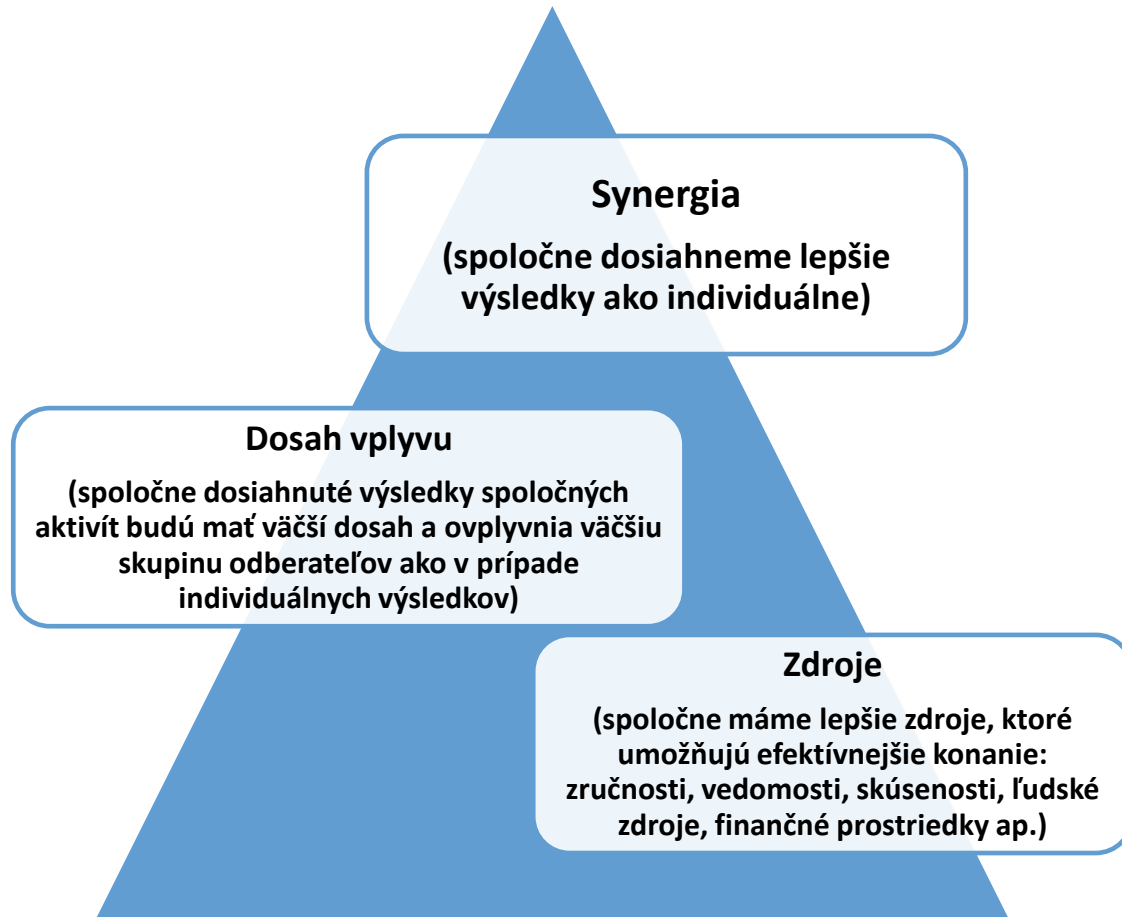 Synergia
(spoločne dosiahneme lepšie
výsledky ako individuálne)
Dosah vplyvu
(spoločne dosiahnuté výsledky spoločných
aktivít budú mať väčší dosah a ovplyvnia väčšiu
skupinu odberateľov ako v prípade
individuálnych výsledkov)
Zdroje
(spoločne máme lepšie zdroje, ktoré
umožňujú efektívnejšie konanie:
zručnosti, vedomosti, skúsenosti, ľudské
zdroje, finančné prostriedky ap.)